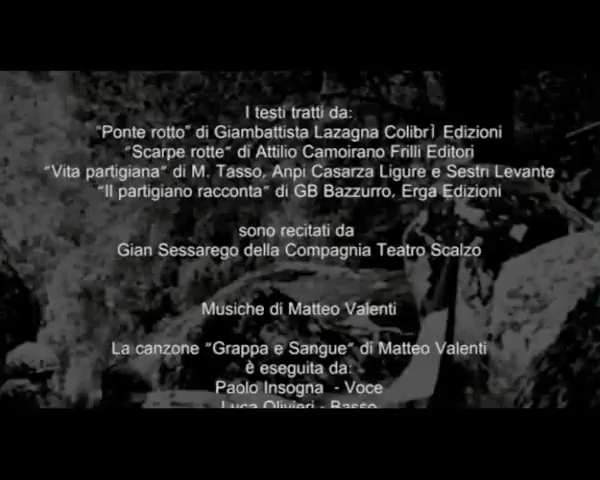 I testi tratti da:
"Ponte rotto" di Giambattista Lazagna Colibrì Edizioni
"Scarpe rotte" di Attilio Camoirano Frilli Editori
"Vita partigiana" di M. Tasso, Anpi Casarza Ligure e Sestri Levante
"Il partigiano racconta" di GB Bazzurro, Erga Edizioni
sono recitati da
Gian Sessarego della Compagnia Teatro Scalzo
Musiche di Matteo Valenti
La canzone "Grappa e Sangue" di Matteo Valenti
è eseguita da:
Paolo Insogna - Voce
Luca Olivieri - Basso